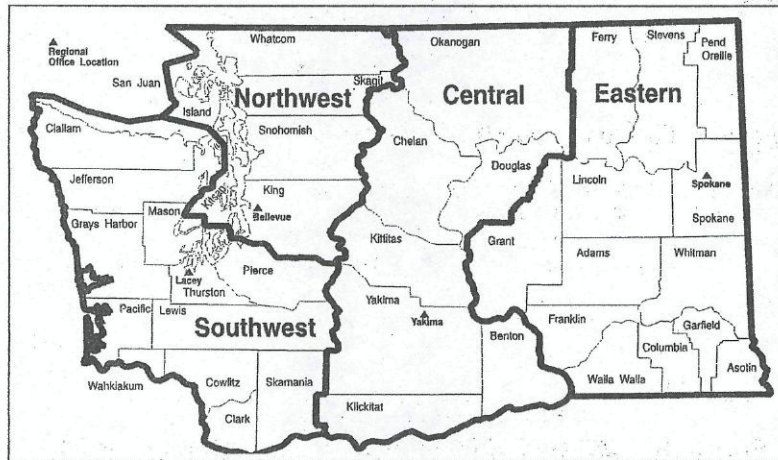 Regional
Office Location
San Juan
Whatcom
Skagit
Island
Northwest
Snohomish
King
Bellevue
Kitsap
Clallam
Jefferson
Mason
Grays Harbor
Lacey
Thurston
Pierce
Pacific
Lewis
Southwest
Wahkiakum
Cowlitz
Skamania
Clark
Okanogan
Central
Chelan
Douglas
Kittitas
Yakima
Yakima
Benton
Klickitat
Ferry
Stevens
Pend
Oreille
Eastern
Lincoln
Spokane
Spokane
Grant
Adams
Whitman
Franklin
Garfield
Columbia
Walla Walla
Asotin